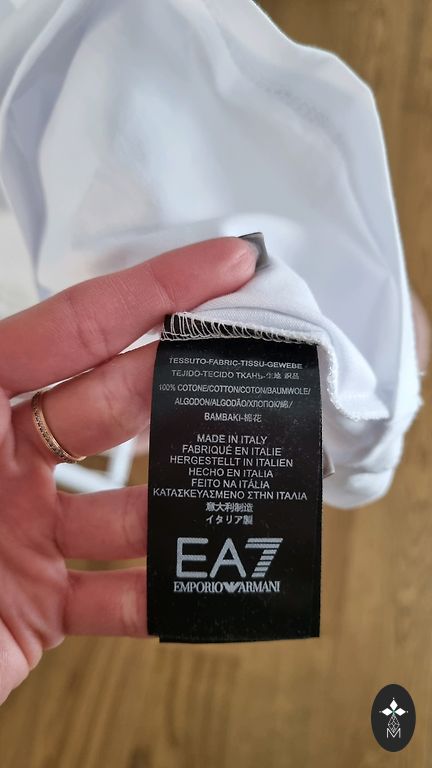 TESSUTO-FABRIC-TISSU-GEWEBE
TEJIDO-TECIDO ТКАНЬ-生地 织品
100% COTONE/COTTON/COTON/BAUMWOLLE/
ALGODON/ALGODÃO/ХЛОПОК/綿/
BAMBAKI-棉花
MADE IN ITALY
FABRIQUÉ EN ITALIE
HERGESTELLT IN ITALIEN
HECHO EN ITALIA
FEITO NA ITÁLIA
ΚΑΤΑΣΚΕΥΑΣΜΕΝΟ ΣΤΗΝ ΙΤΑΛΙΑ
意大利制造
イタリア製
EA7
EMPORIO ARMANI
M